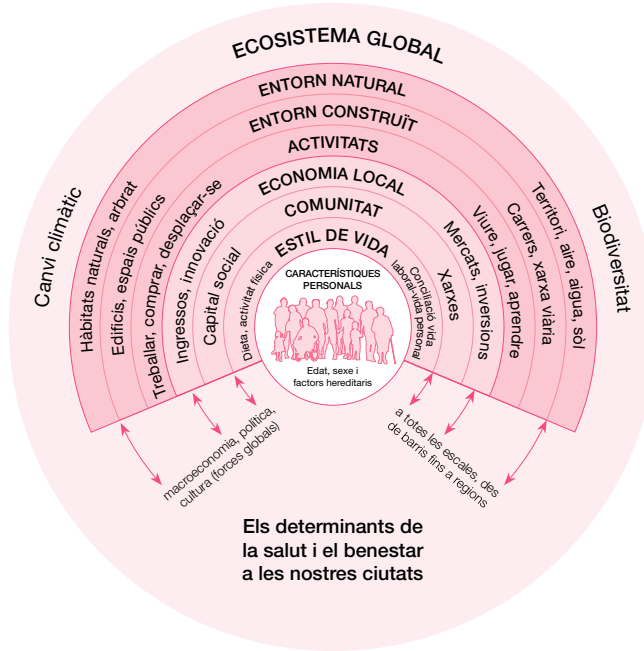 ECOSISTEMA GLOBAL
Canvi climàtic
Biodiversitat
ENTORN NATURAL
Hàbitats naturals, arbrat
Territori, aire, aigua, sòl
ENTORN CONSTRUÏT
Edificis, espais públics
Carrers, xarxa viària
ACTIVITATS
Treballar, comprar, desplaçar-se
Viure, jugar, aprendre
ECONOMIA LOCAL
Ingressos, innovació
Mercats, inversions
COMUNITAT
Capital social
Xarxes
ESTIL DE VIDA
Dieta, activitat física
Conciliació vida
laboral-vida personal
CARACTERÍSTIQUES
PERSONALS
Edat, sexe i
factors hereditaris
macroeconomia, política,
cultura (forces globals)
a totes les escales, des
de barris fins a regions
Els determinants de
la salut i el benestar
a les nostres ciutats